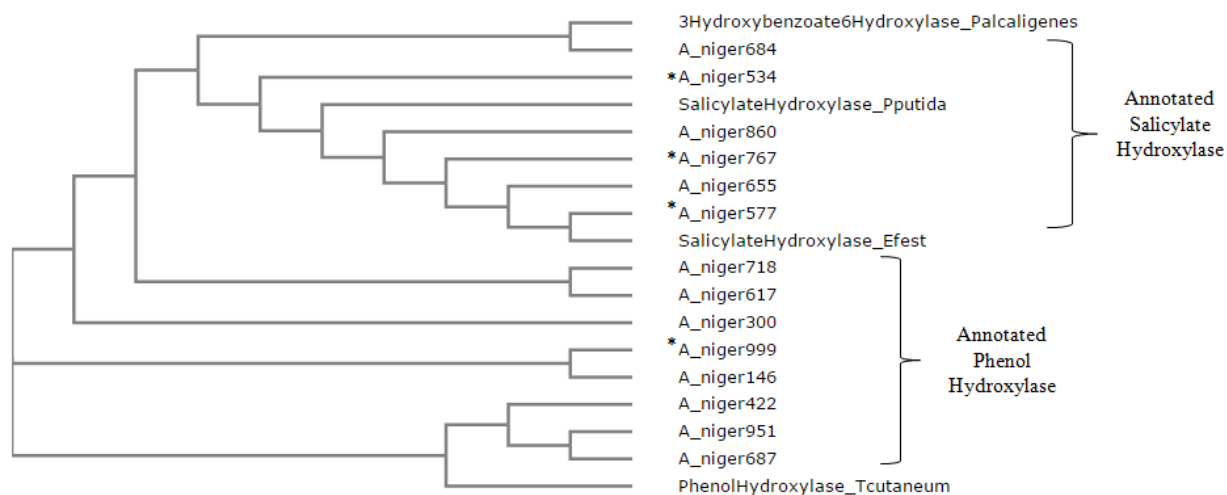 3Hydroxybenzoate6Hydroxylase_Palcaligenes
A_niger684
*A_niger534
SalicylateHydroxylase_Pputida
A_niger860
*A_niger767
A_niger655
*A_niger577
SalicylateHydroxylase_Efest
A_niger718
A_niger617
A_niger300
*A_niger999
A_niger146
A_niger422
A_niger951
A_niger687
PhenolHydroxylase_Tcutaneum
Annotated
Salicylate
Hydroxylase
Annotated
Phenol
Hydroxylase